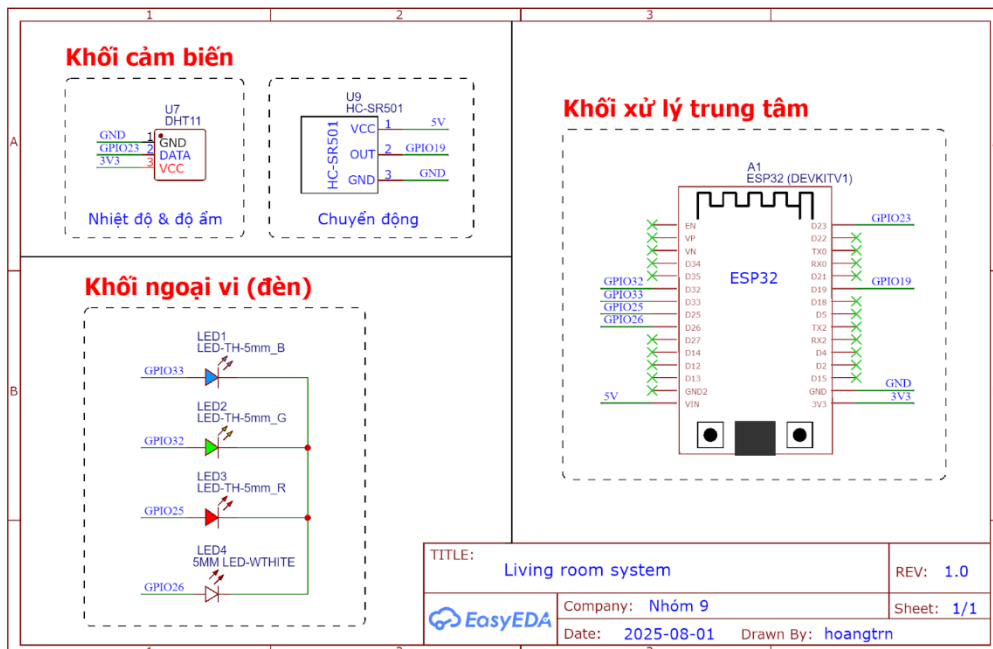 1
2
3
A
B
Khối cảm biến
U7
DHT11
GND
1
GND
GPIO23
2
DATA
3V3
3
VCC
Nhiệt độ & độ ẩm
U9
HC-SR501
HC-SR501
VCC
1
5V
OUT
2
GPIO19
GND
3
GND
Chuyển động
Khối xử lý trung tâm
A1
ESP32 (DEVKITV1)
ESP32
EN
VP
VN
D34
D35
GPIO32
D32
GPIO33
D33
GPIO25
D25
GPIO26
D26
D27
D14
D12
D13
GND2
5V
VIN
D23
GPIO23
D22
TX0
RX0
D21
D19
GPIO19
D18
D5
TX2
RX2
D4
D2
D15
GND
GND
3V3
3V3
Khối ngoại vi (đèn)
LED1
LED-TH-5mm_B
GPIO33
LED2
LED-TH-5mm_G
GPIO32
LED3
LED-TH-5mm_R
GPIO25
LED4
5MM LED-WTHITE
GPIO26
TITLE:
Living room system
REV: 1.0
EasyEDA
Company: Nhóm 9
Sheet: 1/1
Date: 2025-08-01 Drawn By: hoangtrn
1
2
3